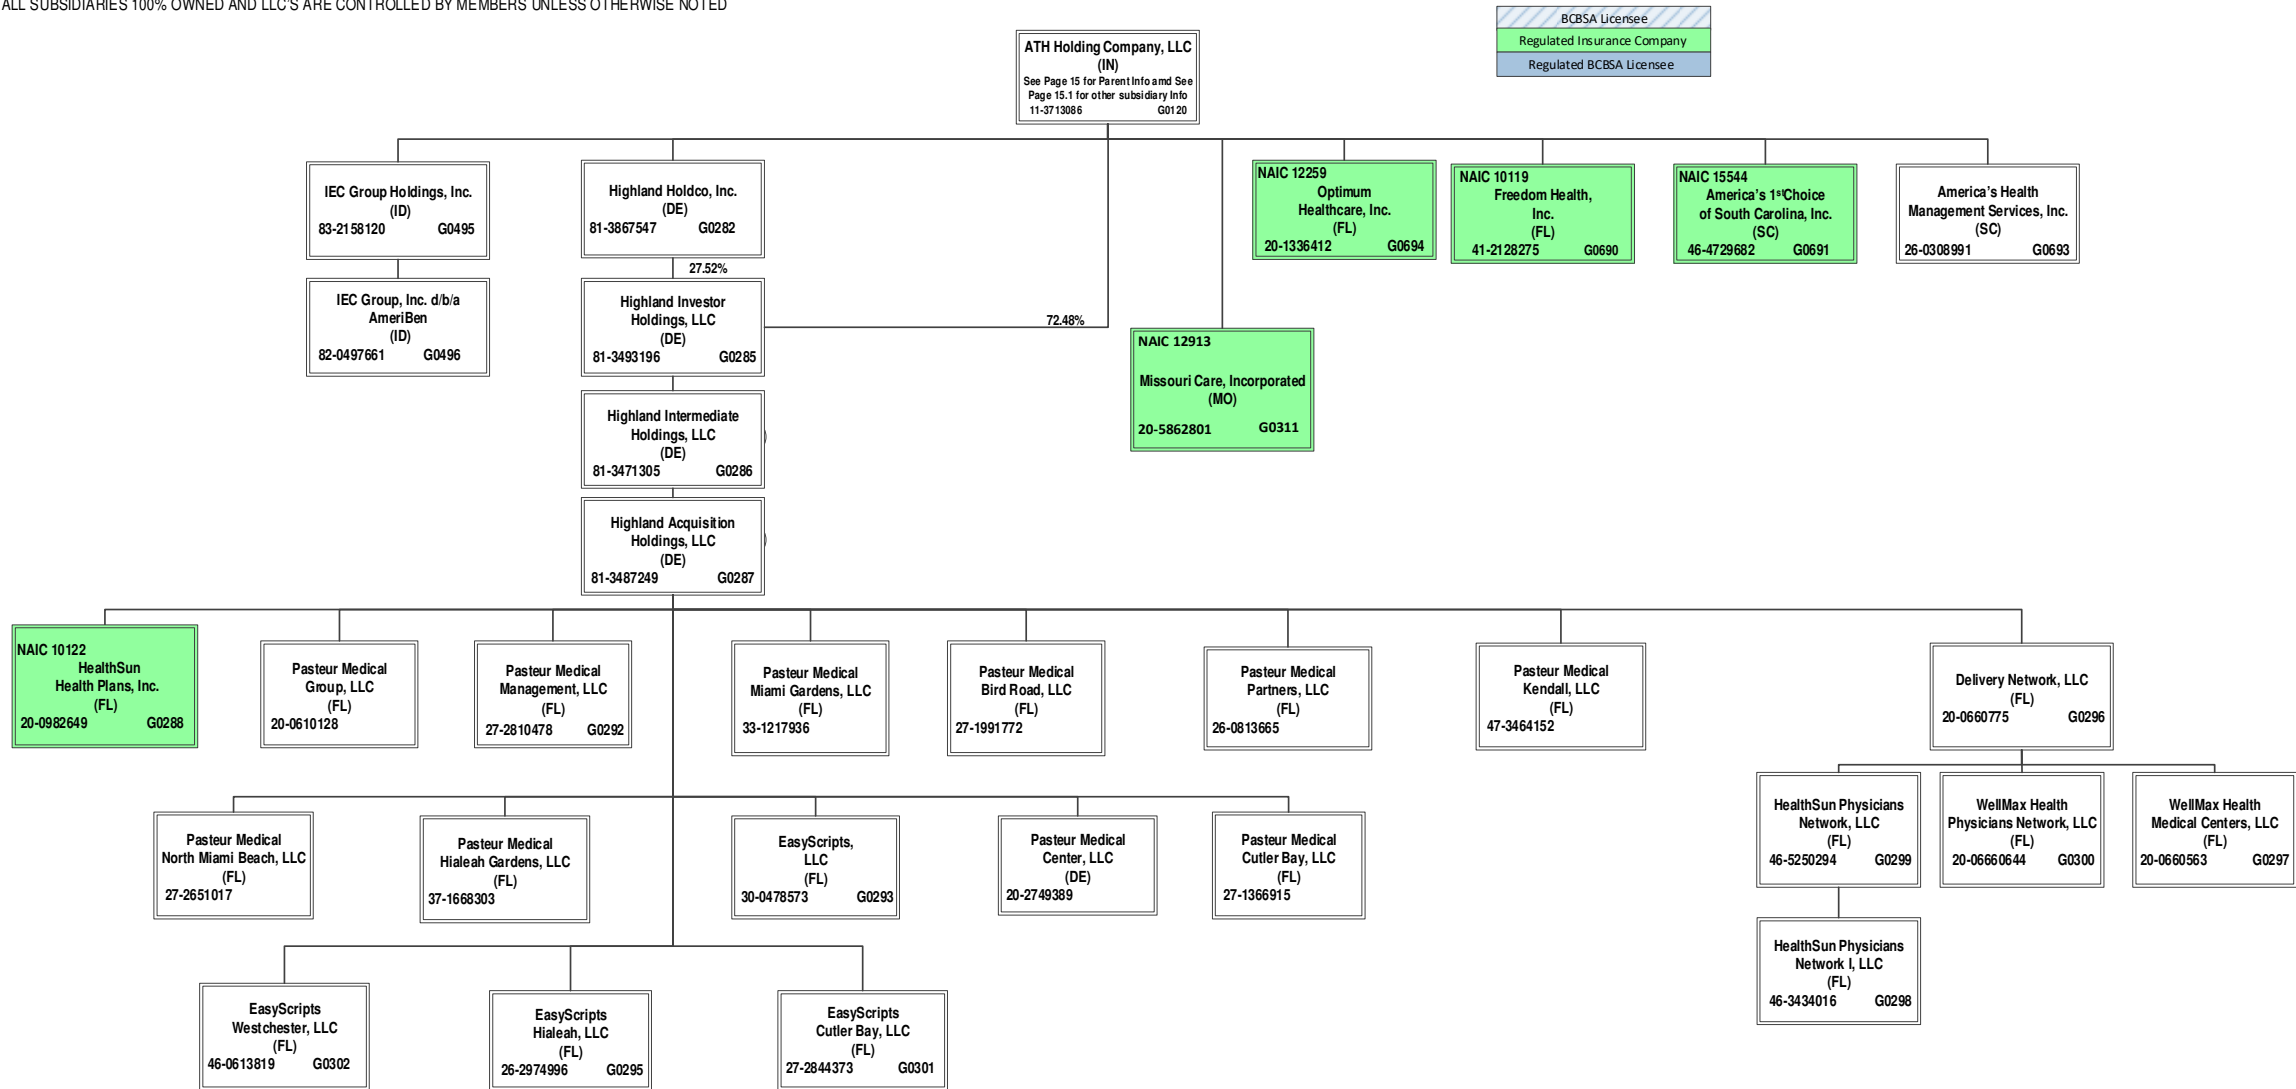 ALL SUBSIDIARIES 100% OWNED AND LLC'S ARE CONTROLLED BY MEMBERS UNLESS OTHERWISE NOTED
BCBSA Licensee
Regulated Insurance Company
Regulated BCBSA Licensee
ATH Holding Company, LLC
(IN)
See Page 15 for Parent Info amd See
Page 15.1 for other subsidiary Info
11-3713086 G0120
IEC Group Holdings, Inc.
(ID)
83-2158120 G0495
Highland Holdco, Inc.
(DE)
81-3867547 G0282
NAIC 12259
Optimum
Healthcare, Inc.
(FL)
20-1336412 G0694
NAIC 10119
Freedom Health,
Inc.
(FL)
41-2128275 G0690
NAIC 15544
America's 1st Choice
of South Carolina, Inc.
(SC)
46-4729682 G0691
America's Health
Management Services, Inc.
(SC)
26-0308991 G0693
27.52%
IEC Group, Inc. d/b/a
AmeriBen
(ID)
82-0497661 G0496
Highland Investor
Holdings, LLC
(DE)
81-3493196 G0285
72.48%
NAIC 12913
Missouri Care, Incorporated
(MO)
20-5862801 G0311
Highland Intermediate
Holdings, LLC
(DE)
81-3471305 G0286
Highland Acquisition
Holdings, LLC
(DE)
81-3487249 G0287
NAIC 10122
HealthSun
Health Plans, Inc.
(FL)
20-0982649 G0288
Pasteur Medical
Group, LLC
(FL)
20-0610128
Pasteur Medical
Management, LLC
(FL)
27-2810478 G0292
Pasteur Medical
Miami Gardens, LLC
(FL)
33-1217936
Pasteur Medical
Bird Road, LLC
(FL)
27-1991772
Pasteur Medical
Partners, LLC
(FL)
26-0813665
Pasteur Medical
Kendall, LLC
(FL)
47-3464152
Delivery Network, LLC
(FL)
20-0660775 G0296
HealthSun Physicians
Network, LLC
(FL)
46-5250294 G0299
WellMax Health
Physicians Network, LLC
(FL)
20-06660644 G0300
WellMax Health
Medical Centers, LLC
(FL)
20-0660563 G0297
Pasteur Medical
North Miami Beach, LLC
(FL)
27-2651017
Pasteur Medical
Hialeah Gardens, LLC
(FL)
37-1668303
EasyScripts,
LLC
(FL)
30-0478573 G0293
Pasteur Medical
Center, LLC
(DE)
20-2749389
Pasteur Medical
Cutler Bay, LLC
(FL)
27-1366915
HealthSun Physicians
Network I, LLC
(FL)
46-3434016 G0298
EasyScripts
Westchester, LLC
(FL)
46-0613819 G0302
EasyScripts
Hialeah, LLC
(FL)
26-2974996 G0295
EasyScripts
Cutler Bay, LLC
(FL)
27-2844373 G0301